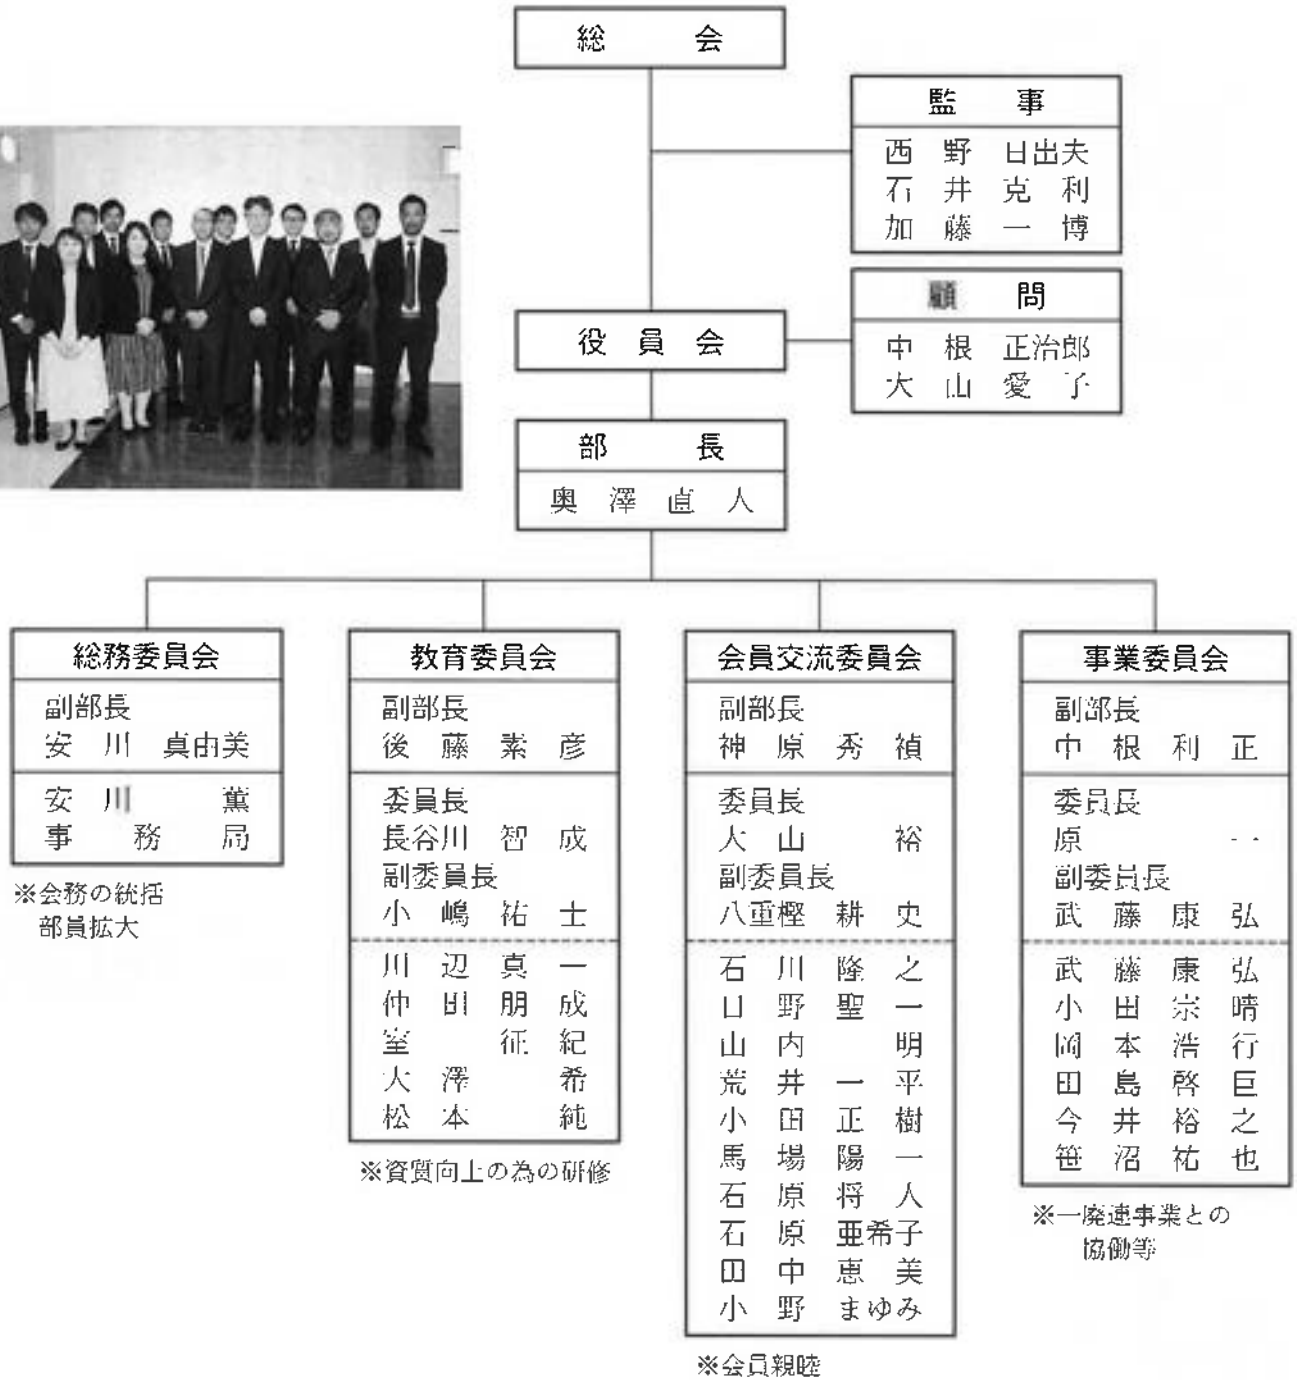 総会
監事
西野日出夫
石井克利
加藤一博
顧問
中根正治郎
大山愛子
役員会
部長
奥澤直人
総務委員会
副部長
安川真由美
安川薫
事務局
※会務の統括
部員拡大
教育委員会
副部長
後藤素彦
委員長
長谷川智成
副委員長
小嶋祐士
川辺真一
仲田朋成
室征紀
大澤希
松本純
※資質向上の為の研修
会員交流委員会
副部長
神原秀禎
委員長
大山裕
副委員長
八重樫耕史
石川隆之
日野聖一
山内明
荒井一平
小田正樹
馬場陽一
石原将人
石原亜希子
田中恵美
小野まゆみ
※会員親睦
事業委員会
副部長
中根利正
委員長
原一
副委員長
武藤康弘
武藤康弘
小田宗晴
岡本浩行
田島啓巨
今井裕之
笹沼祐也
※一廃連事業との
協働等